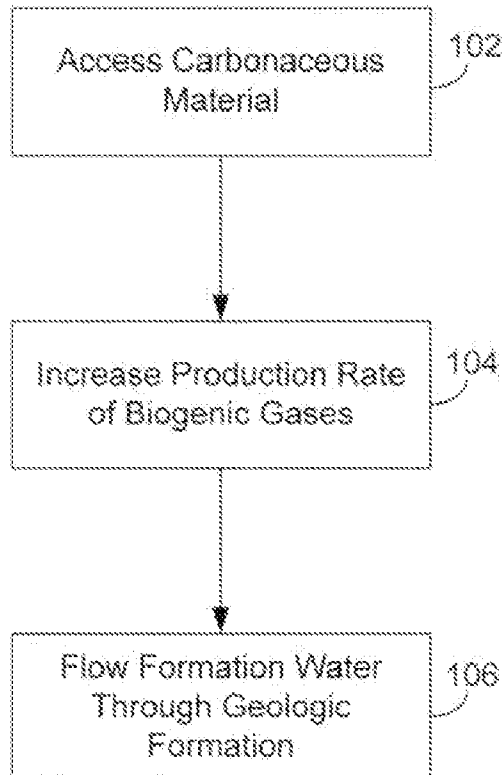 Access Carbonaceous
Material
102
Increase Production Rate
of Biogenic Gases
104
Flow Formation Water
Through Geologic
Formation
106